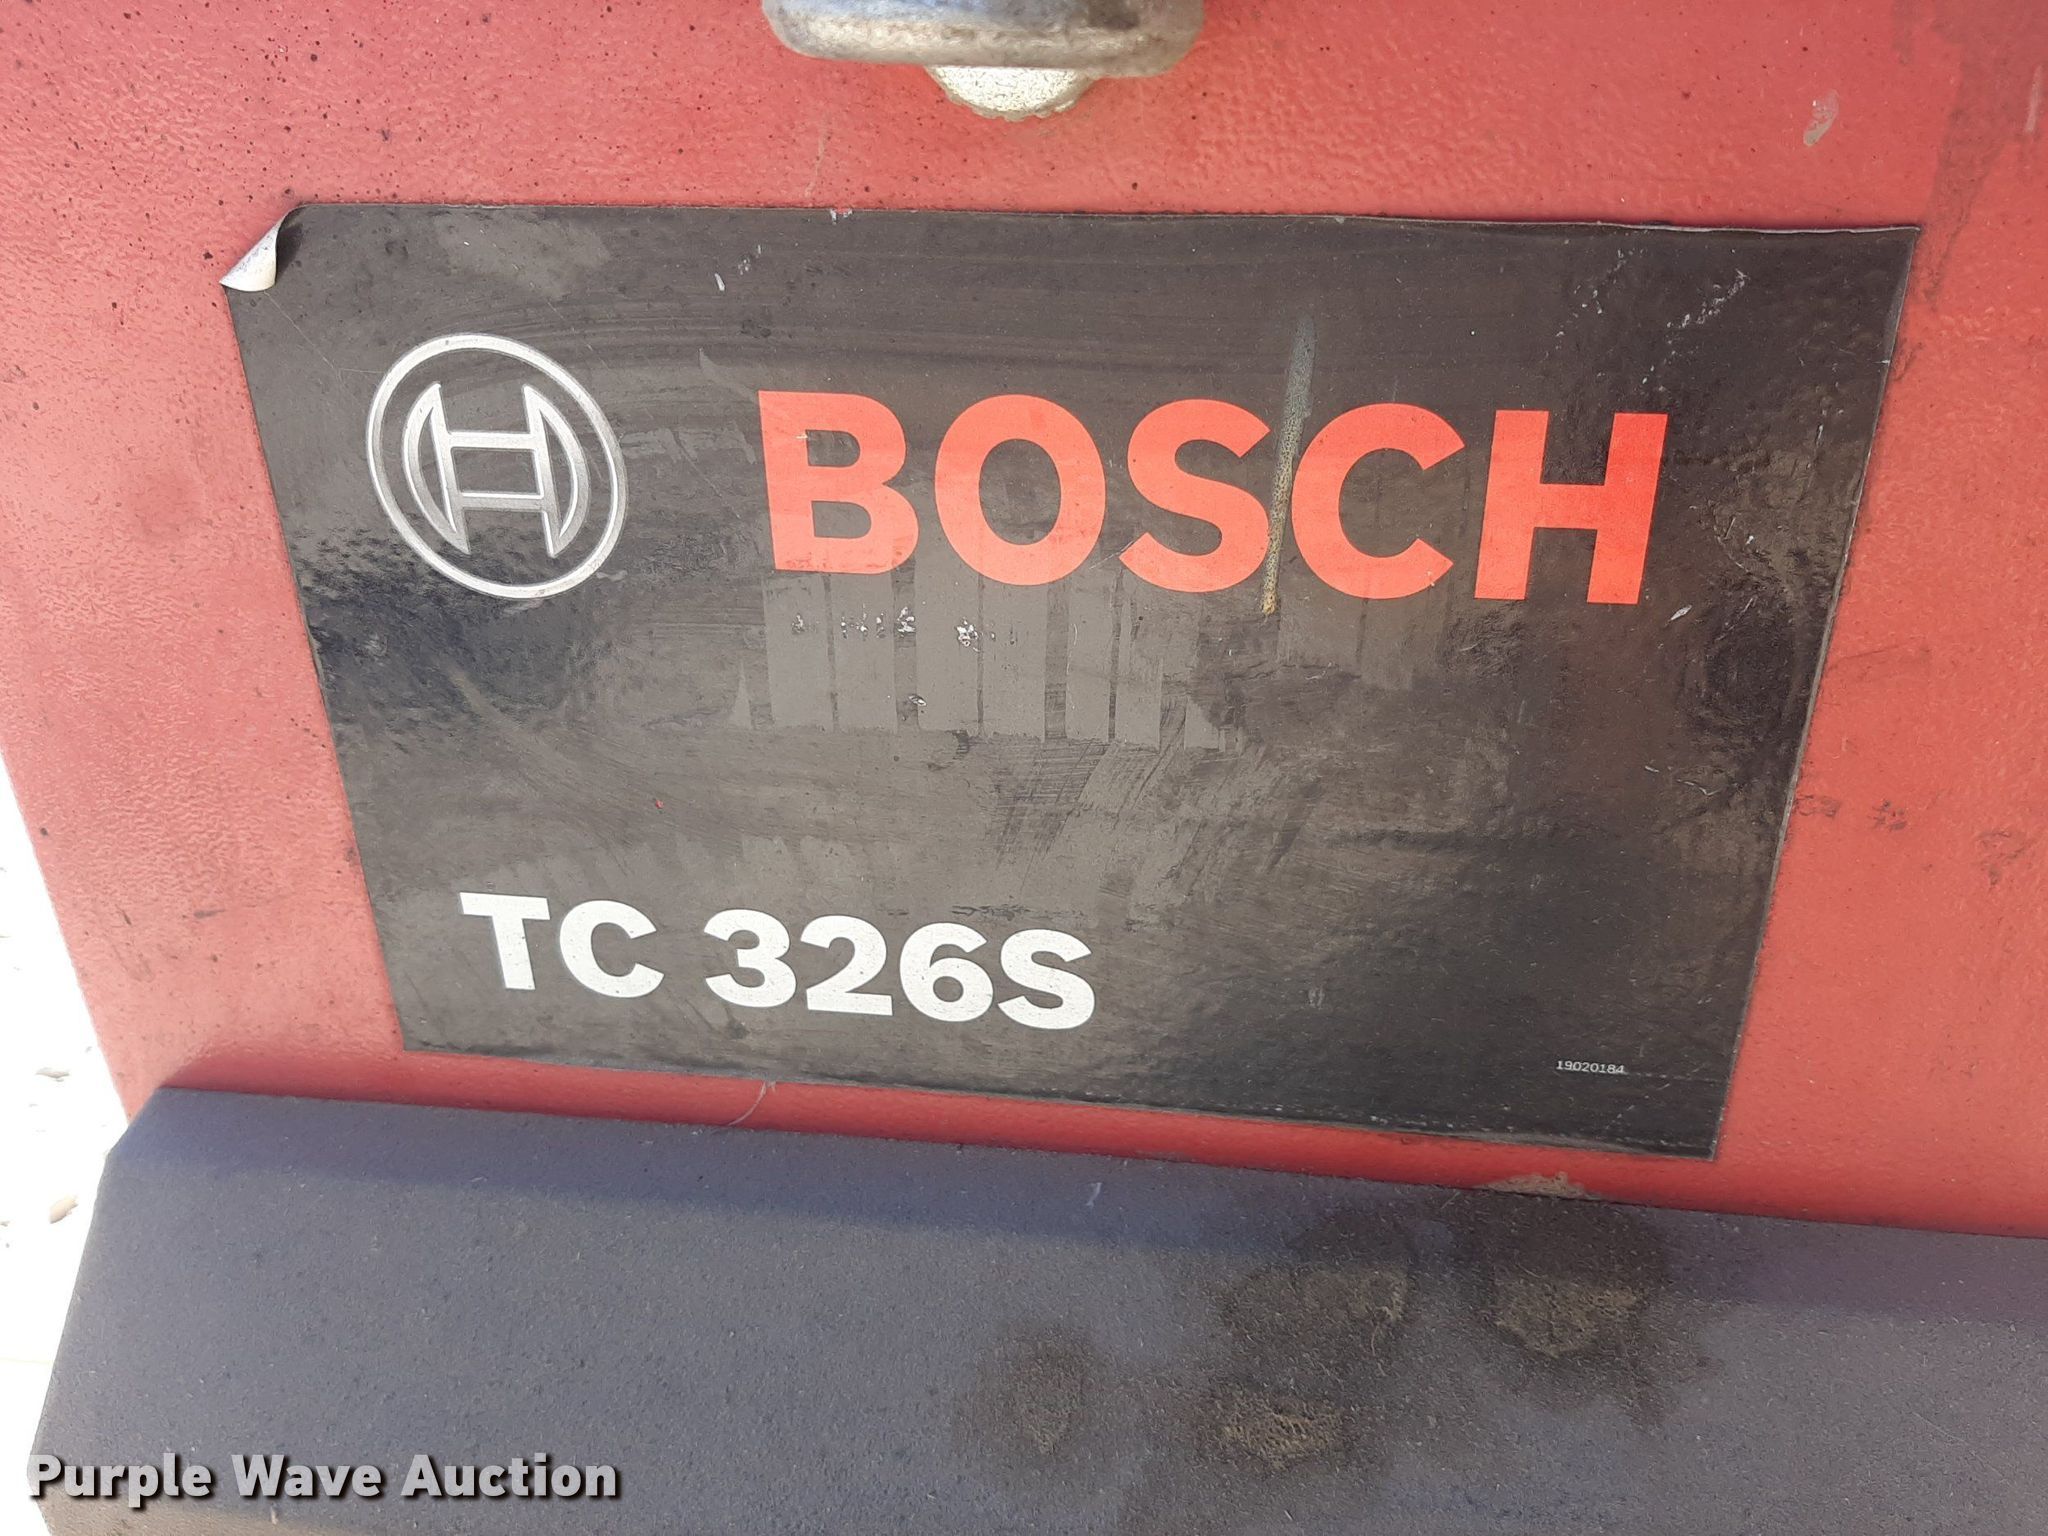 BOSCH
TC 326S
19020184
Purple Wave Auction